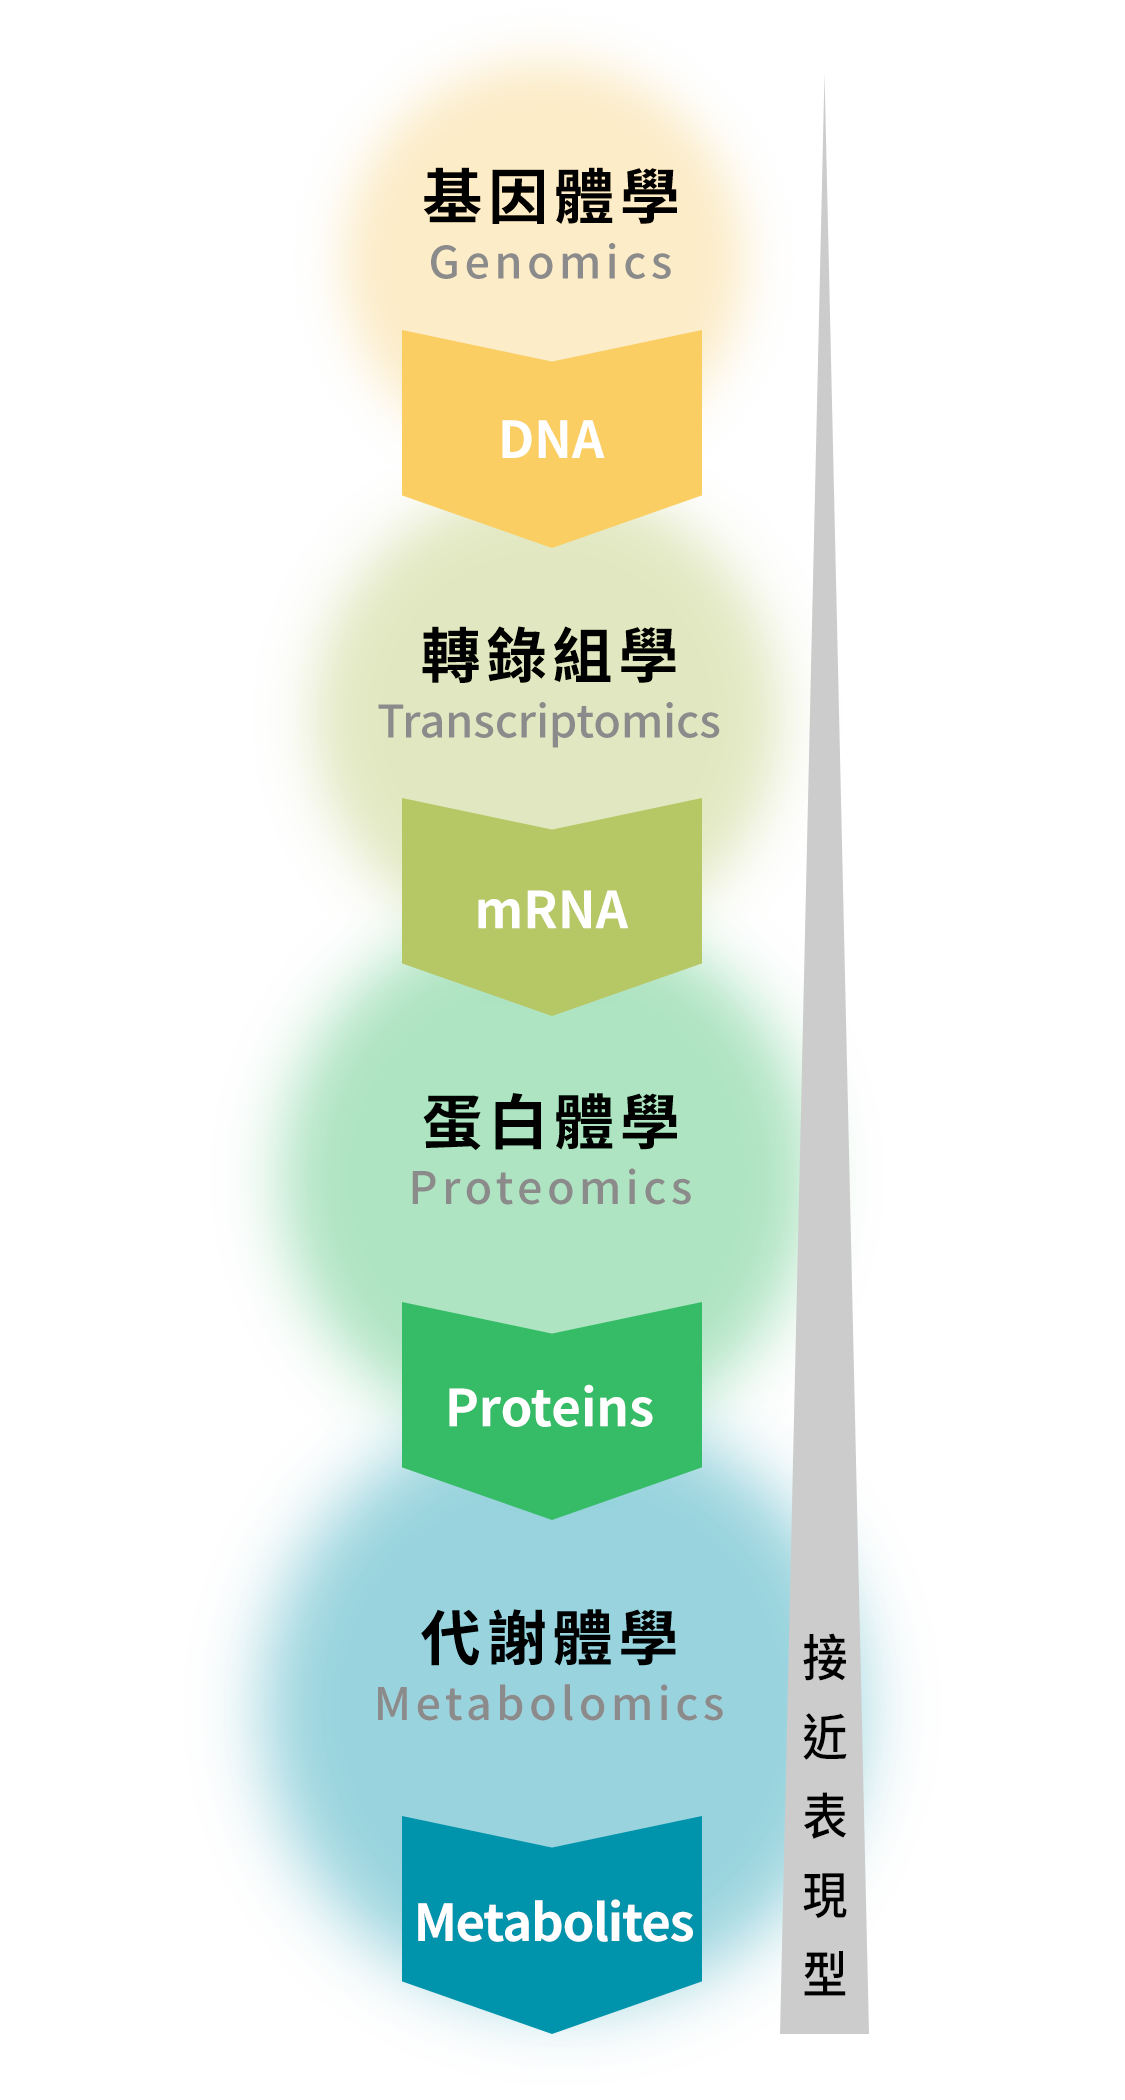 基因體學
Genomics
DNA
轉錄組學
Transcriptomics
mRNA
蛋白體學
Proteomics
Proteins
代謝體學
Metabolomics
Metabolites
接近表現型